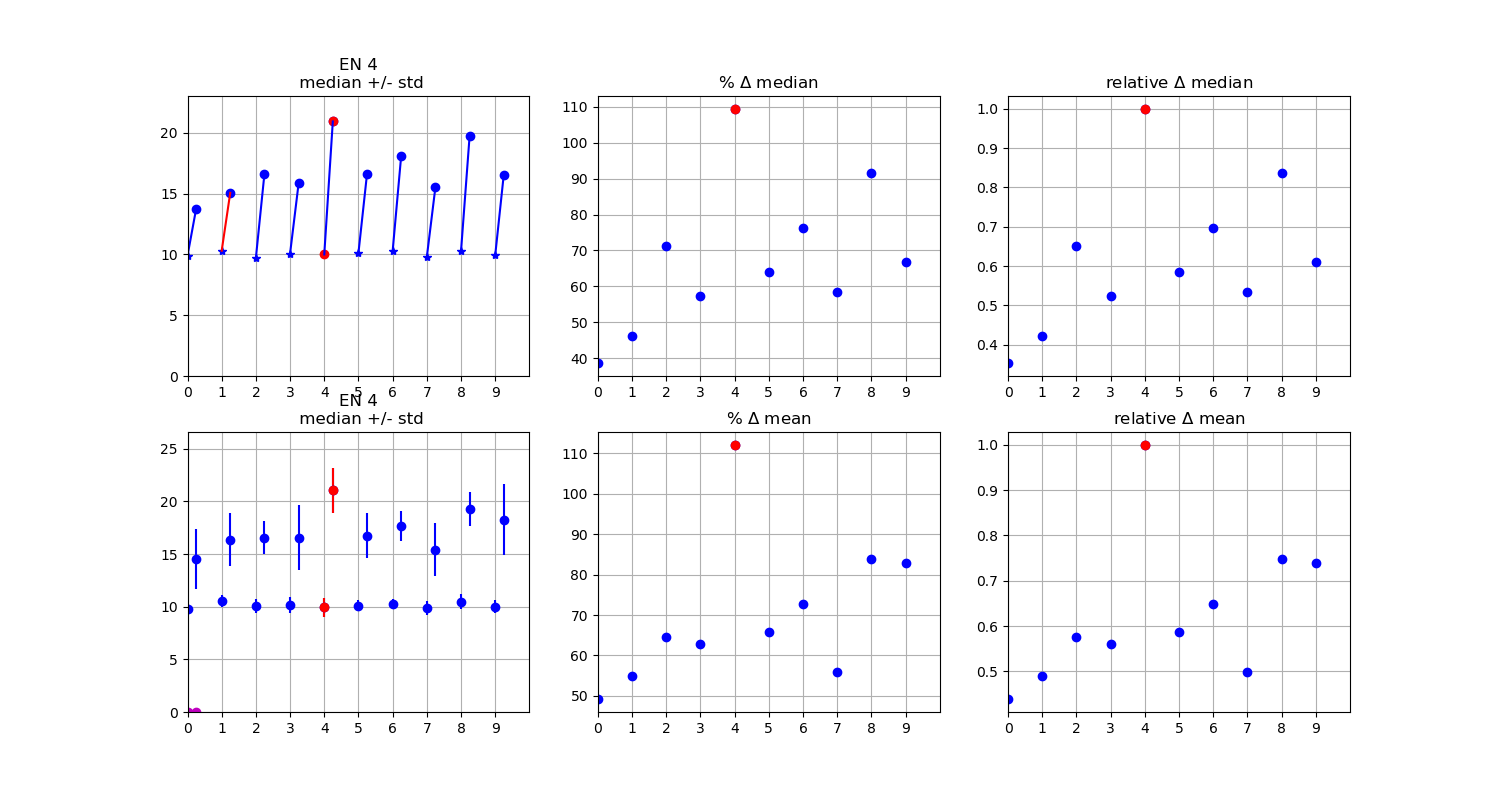 EN 4
median +/- std
% Δ median
relative Δ median
20
15
10
5
0
0 1 2 3 4 5 6 7 8 9
110
100
90
80
70
60
50
40
0 1 2 3 4 5 6 7 8 9
1.0
0.9
0.8
0.7
0.6
0.5
0.4
0 1 2 3 4 5 6 7 8 9
EN 4
median +/- std
% Δ mean
relative Δ mean
25
20
15
10
5
0
0 1 2 3 4 5 6 7 8 9
110
100
90
80
70
60
50
0 1 2 3 4 5 6 7 8 9
1.0
0.9
0.8
0.7
0.6
0.5
0 1 2 3 4 5 6 7 8 9